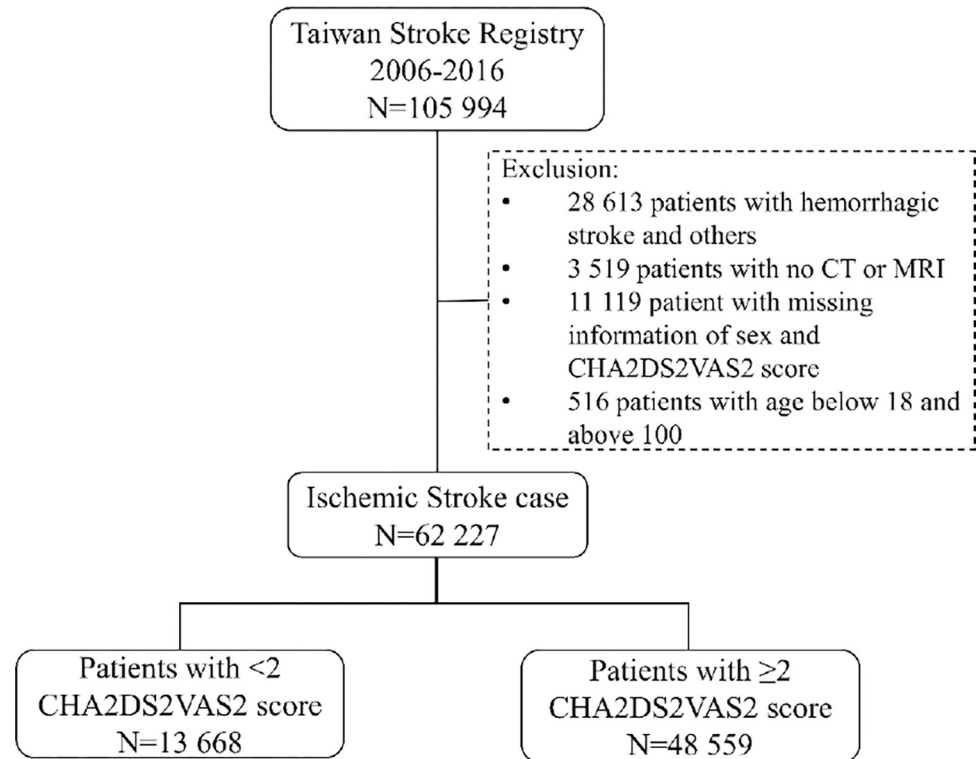 Taiwan Stroke Registry
2006-2016
N=105 994
Exclusion:
• 28 613 patients with hemorrhagic
stroke and others
• 3 519 patients with no CT or MRI
• 11 119 patient with missing
information of sex and
CHA2DS2VAS2 score
• 516 patients with age below 18 and
above 100
Ischemic Stroke case
N=62 227
Patients with <2
CHA2DS2VAS2 score
N=13 668
Patients with ≥2
CHA2DS2VAS2 score
N=48 559